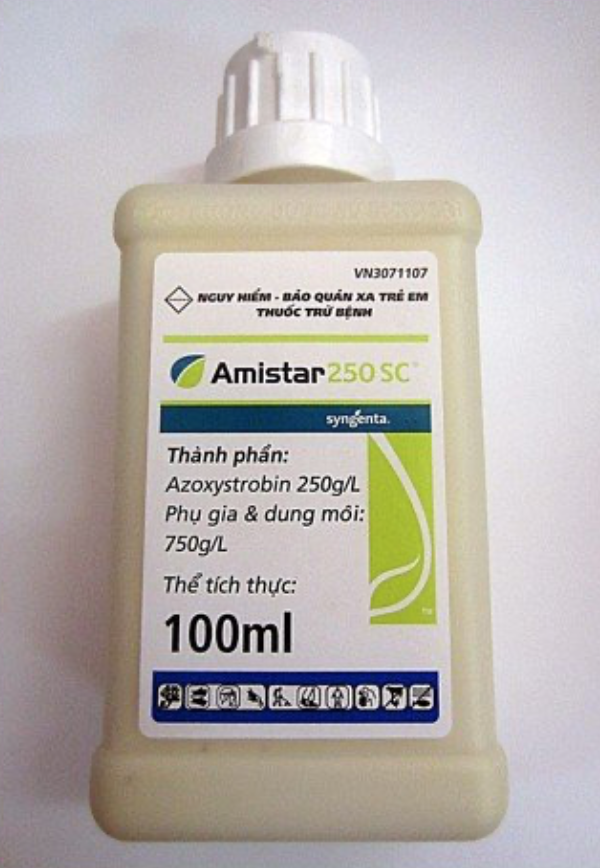 VN3071107
NGUY HIỂM - BẢO QUẢN XA TRẺ EM
THUỐC TRỪ BỆNH
Amistar 250 SC
syngenta.
Thành phần:
Azoxystrobin 250g/L
Phụ gia & dung môi:
750g/L
Thể tích thực:
100ml
TM